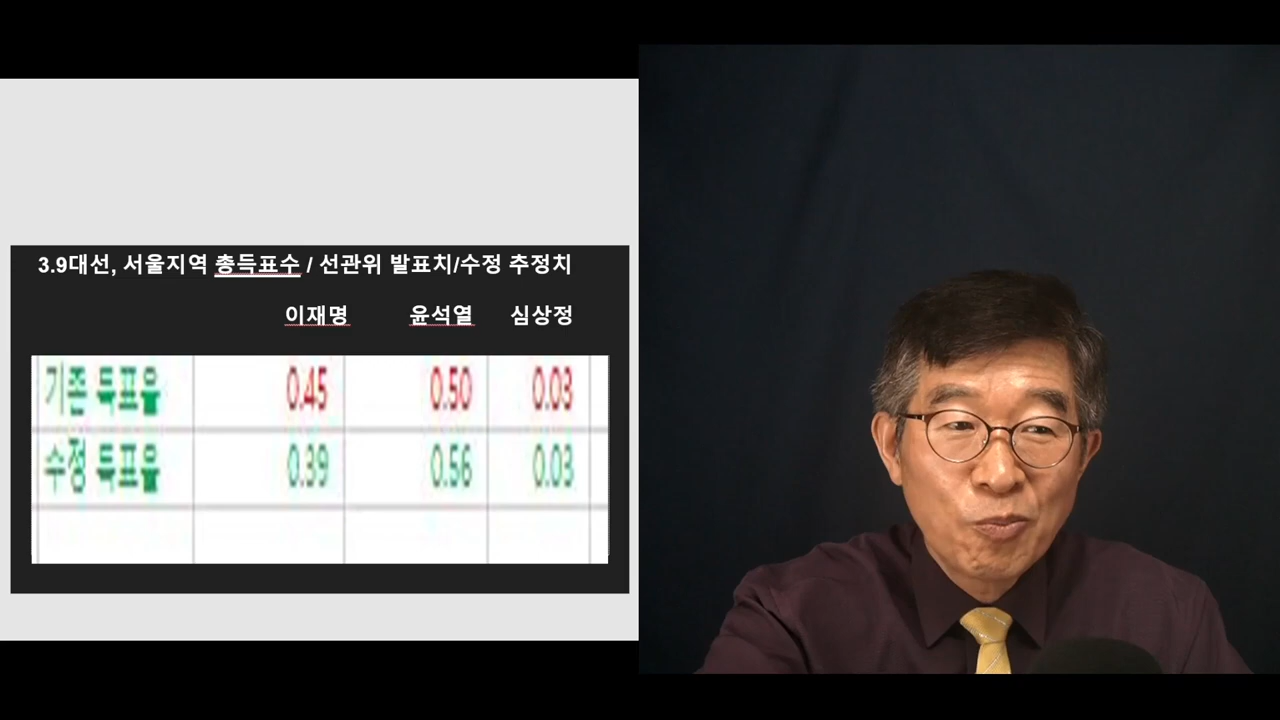 3.9대선, 서울지역 총득표수 / 선관위 발표치/수정 추정치
이재명 윤석열 심상정
기존 득표율 0.45 0.50 0.03
수정 득표율 0.39 0.56 0.03